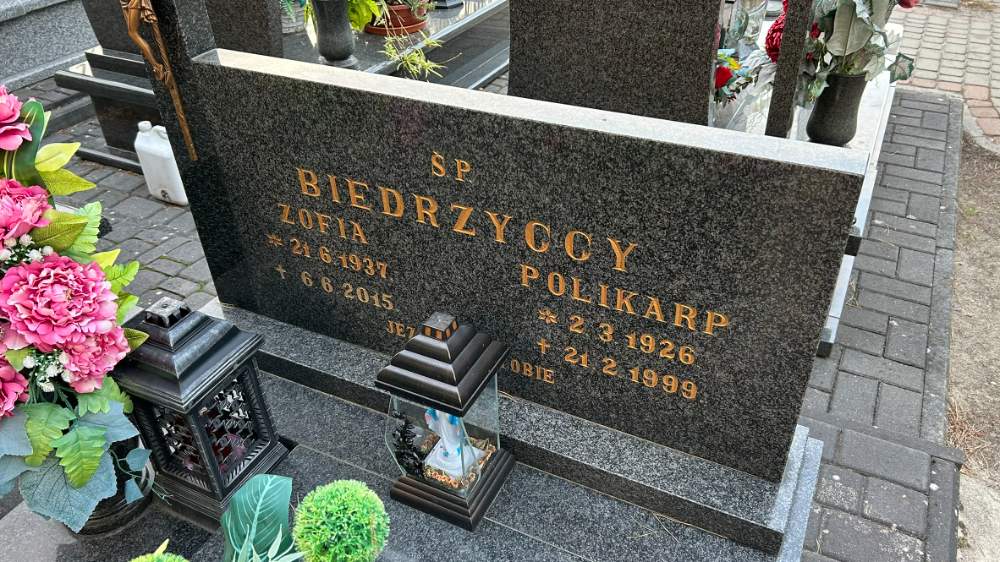 ŚP
BIEDRZYCCY
ZOFIA
* 21 6 1937
† 6 6 2015
POLIKARP
* 2 3 1926
† 21 2 1999